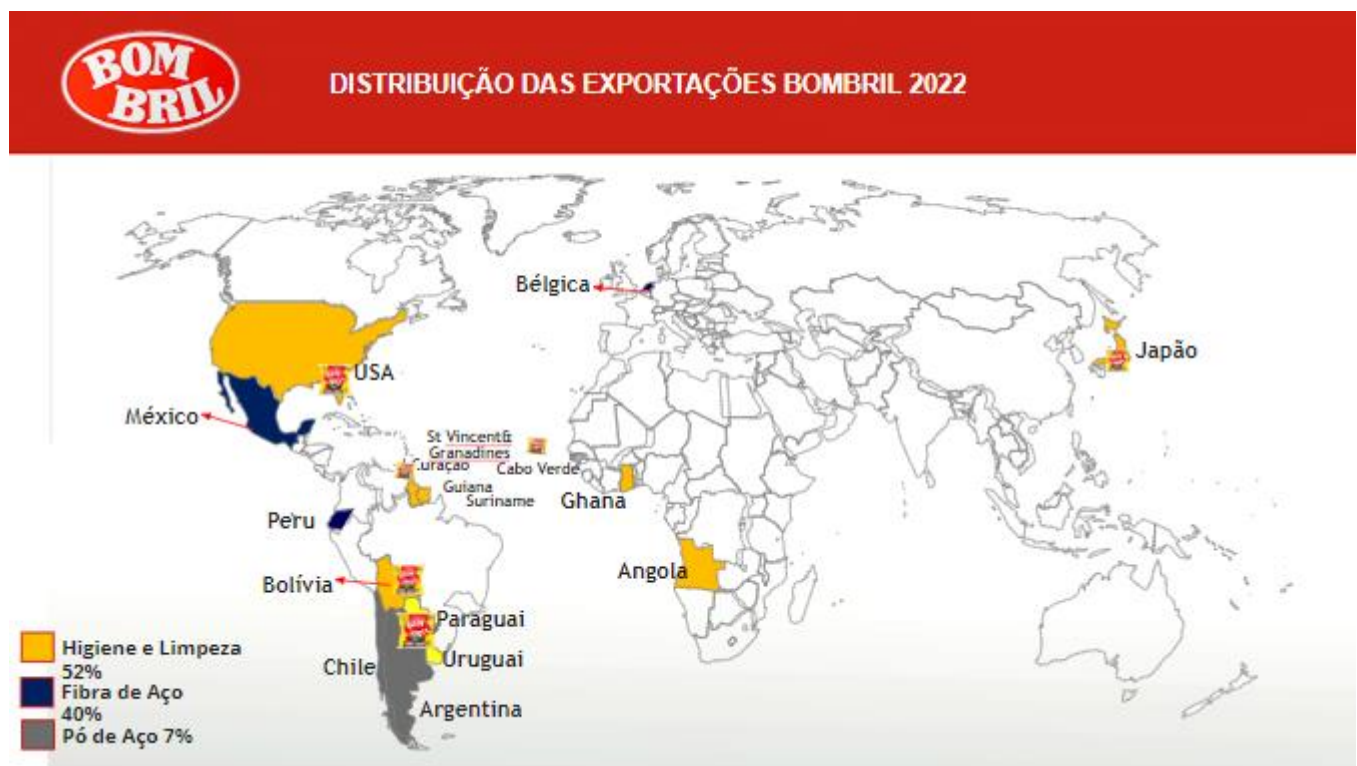 BOM
BRIL
DISTRIBUIÇÃO DAS EXPORTAÇÕES BOMBRIL 2022
Bélgica
Japão
USA
México
St Vincent&
Granadines
Curaçao
Cabo Verde
Guiana
Suriname
Ghana
Peru
Angola
Bolívia
Paraguai
Higiene e Limpeza
52%
Chile
Uruguai
Fibra de Aço
40%
Argentina
Pó de Aço 7%